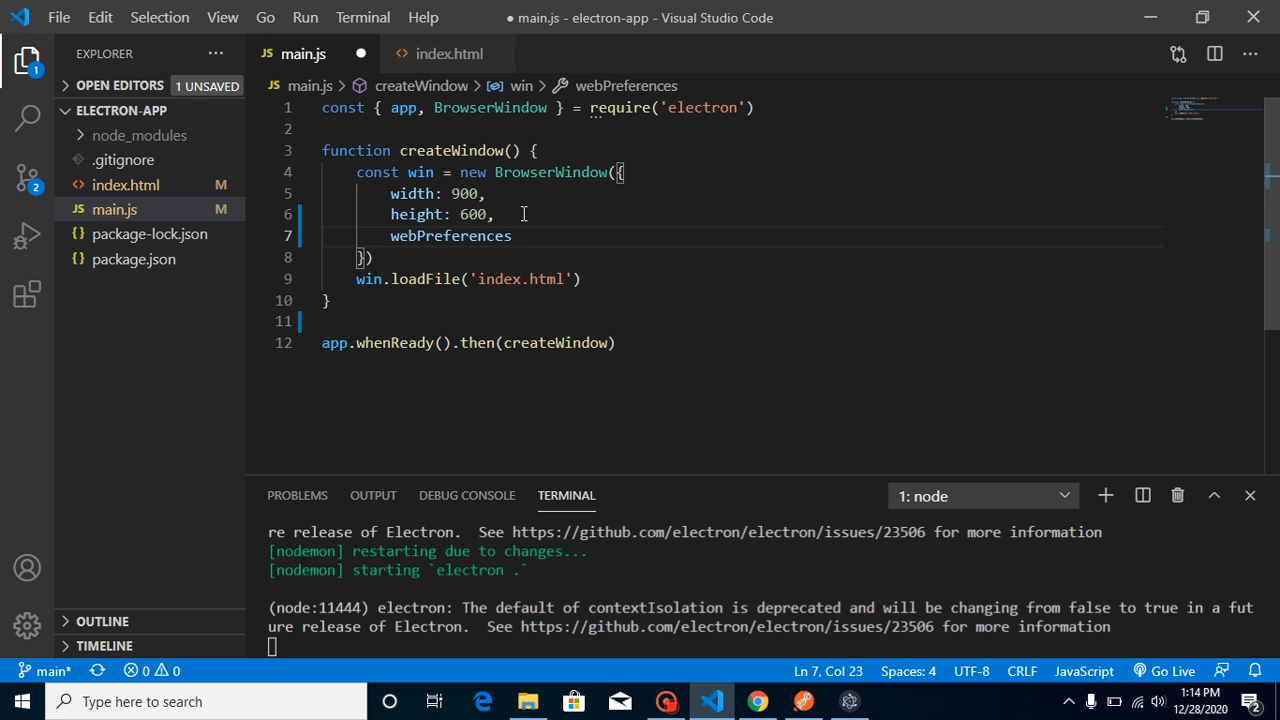 File Edit Selection View Go Run Terminal Help ● main.js - electron-app - Visual Studio Code
EXPLORER ···
JS main.js ●
<> index.html
1
OPEN EDITORS 1 UNSAVED
JS main.js > createWindow > win > webPreferences
ELECTRON-APP
node_modules
.gitignore
<> index.html M
JS main.js M
{} package-lock.json
{} package.json
2
1 const { app, BrowserWindow } = require('electron')
2
3 function createWindow() {
4 const win = new BrowserWindow({
5 width: 900,
6 height: 600,
7 webPreferences
8 })
9 win.loadFile('index.html')
10 }
11
12 app.whenReady().then(createWindow)
PROBLEMS OUTPUT DEBUG CONSOLE TERMINAL 1: node
re release of Electron.  See https://github.com/electron/electron/issues/23506 for more information
[nodemon] restarting due to changes...
[nodemon] starting `electron .`
(node:11444) electron: The default of contextIsolation is deprecated and will be changing from false to true in a fut
ure release of Electron.  See https://github.com/electron/electron/issues/23506 for more information
OUTLINE
TIMELINE
main* 0 0 Ln 7, Col 23 Spaces: 4 UTF-8 CRLF JavaScript Go Live
Type here to search
1:14 PM
12/28/2020
2